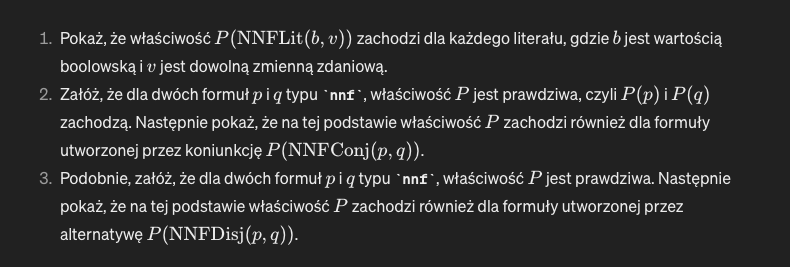 1. Pokaż, że właściwość P(NNFLit(b, v)) zachodzi dla każdego literału, gdzie b jest wartością
boolowską i v jest dowolną zmienną zdaniową.
2. Załóż, że dla dwóch formuł p i q typu `nnf`, właściwość P jest prawdziwa, czyli P(p) i P(q)
zachodzą. Następnie pokaż, że na tej podstawie właściwość P zachodzi również dla formuły
utworzonej przez koniunkcję P(NNFConj(p, q)).
3. Podobnie, załóż, że dla dwóch formuł p i q typu `nnf`, właściwość P jest prawdziwa. Następnie
pokaż, że na tej podstawie właściwość P zachodzi również dla formuły utworzonej przez
alternatywę P(NNFDisj(p, q)).